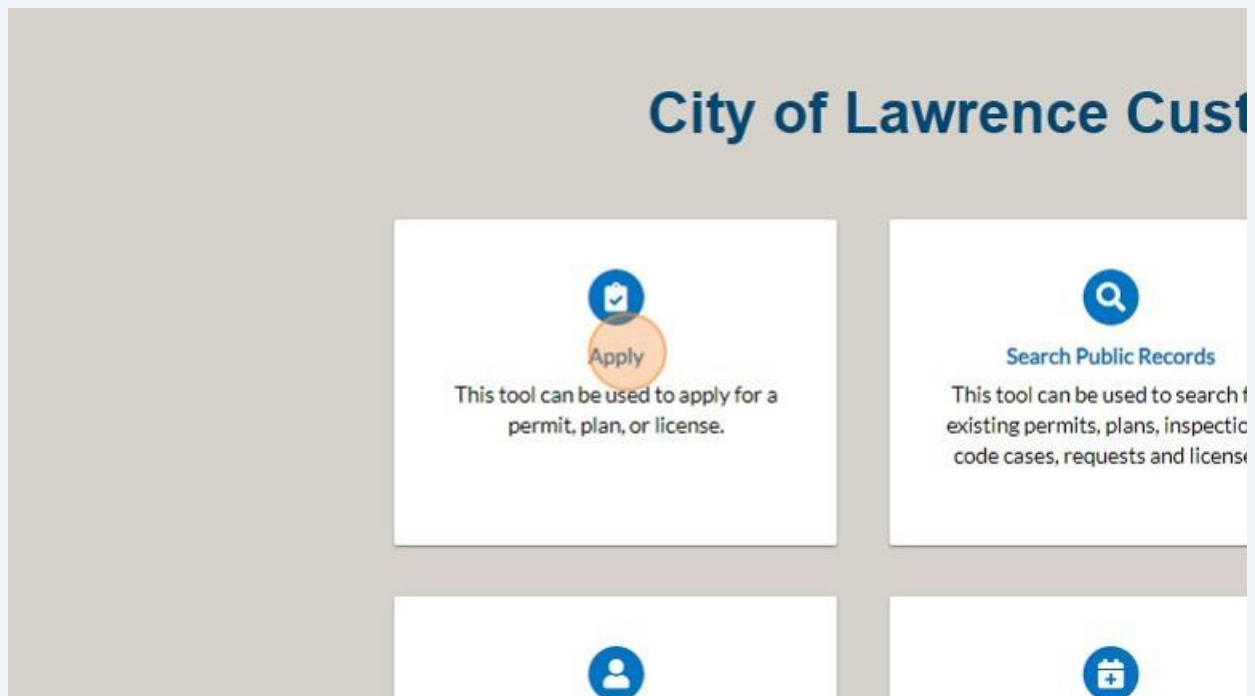 City of Lawrence Cust
Apply
This tool can be used to apply for a
permit, plan, or license.
Search Public Records
This tool can be used to search f
existing permits, plans, inspectio
code cases, requests and license